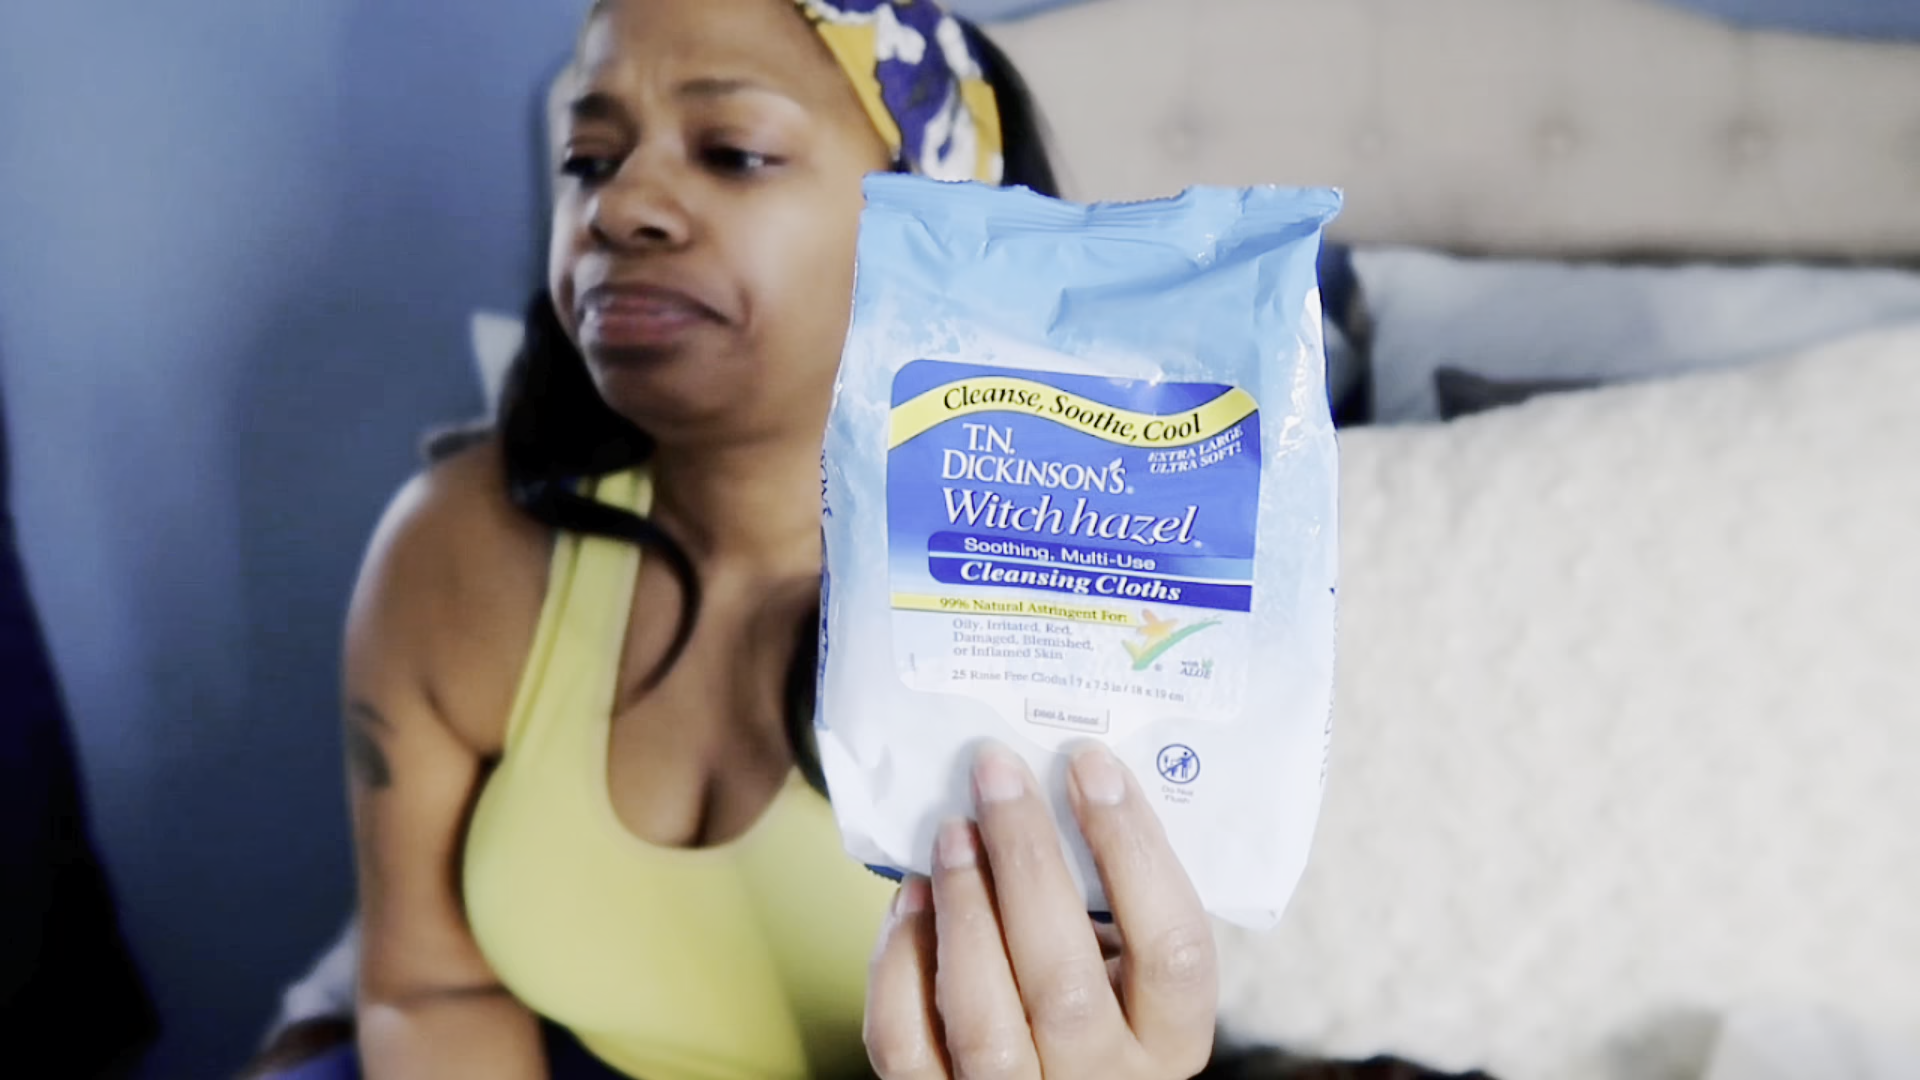 Cleanse, Soothe, Cool
EXTRA LARGE
ULTRA SOFT!
T.N.
DICKINSON'S®
Witch hazel®
Soothing, Multi-Use
Cleansing Cloths
99% Natural Astringent For:
Oily, Irritated, Red,
Damaged, Blemished,
or Inflamed Skin
with
ALOE
25 Rinse Free Cloths | 7 x 7.5 in / 18 x 19 cm
peel & reseal
Do Not
Flush